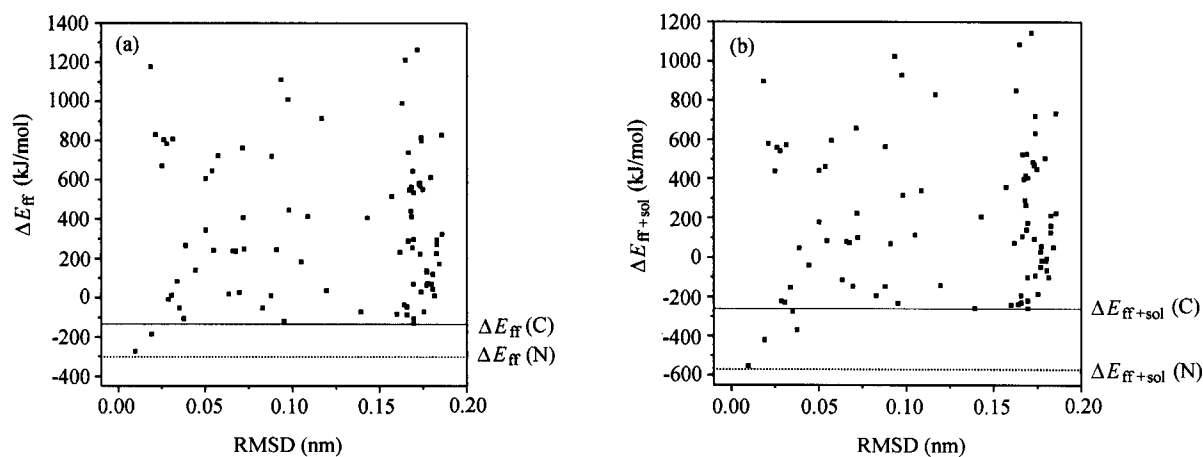 (a)
1400
1200
1000
800
600
400
200
0
-200
-400
ΔE_ff (kJ/mol)
0.00 0.05 0.10 0.15 0.20
RMSD (nm)
ΔE_ff (C)
ΔE_ff (N)
(b)
1200
1000
800
600
400
200
0
-200
-400
-600
ΔE_ff+sol (kJ/mol)
0.00 0.05 0.10 0.15 0.20
RMSD (nm)
ΔE_ff+sol (C)
ΔE_ff+sol (N)